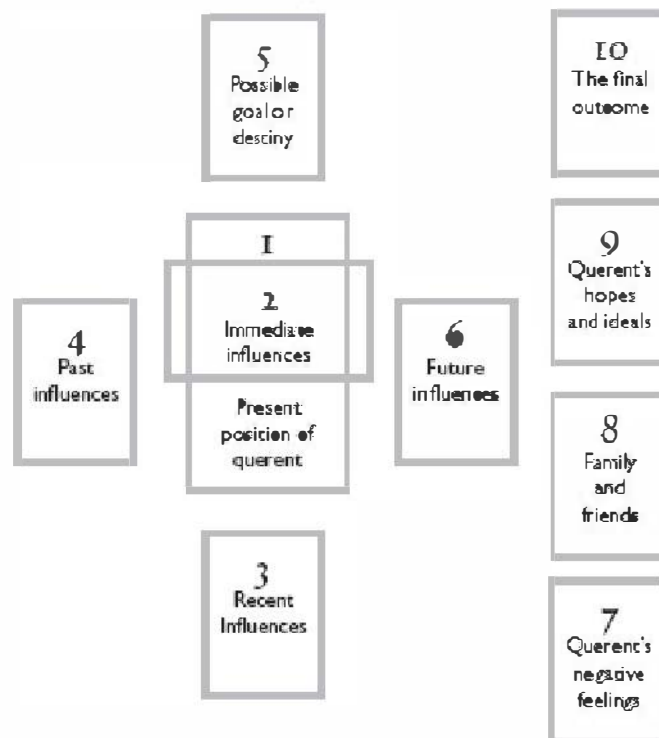 5
Possible
goal or
destiny
10
The final
outcome
1
2
Immediate
influences
Present
position of
querent
4
Past
influences
6
Future
influences
9
Querent's
hopes
and ideals
8
Family
and
friends
3
Recent
Influences
7
Querent's
negative
feelings